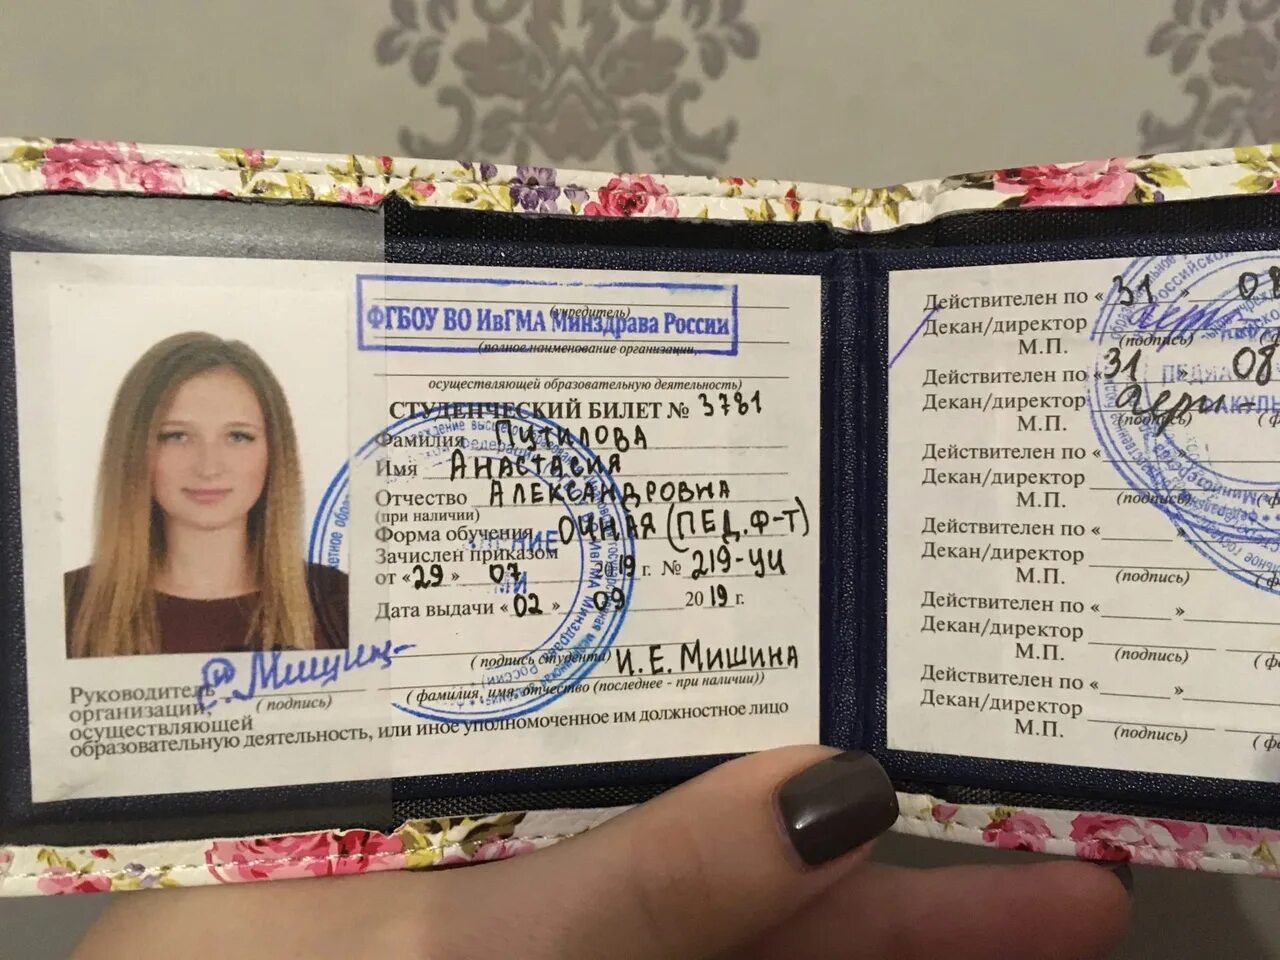 (учредитель)
ФГБОУ ВО ИвГМА Минздрава России
(полное наименование организации,
осуществляющей образовательную деятельность)
СТУДЕНЧЕСКИЙ БИЛЕТ № 3781
Фамилия Путилова
Имя Анастасия
Отчество Александровна
(при наличии)
Форма обучения очная (пед. ф-т)
Зачислен приказом
от «29» 07 2019 г. № 219-уч
Дата выдачи «02» 09 2019 г.
(подпись студента)
И. Е. Мишина
Руководитель
(подпись)
(фамилия, имя, отчество (последнее - при наличии))
организации,
осуществляющей
образовательную деятельность, или иное уполномоченное им должностное лицо
Действителен по «31» 08
Декан/директор
(подпись)
М.П.
Действителен по «31» 08
Декан/директор
(подпись)
М.П.
Действителен по « »
Декан/директор
(подпись)
М.П.
Действителен по « »
Декан/директор
(подпись)
М.П.
Действителен по « »
Декан/директор
(подпись)
М.П.
Действителен по « »
Декан/директор
(подпись)
М.П.